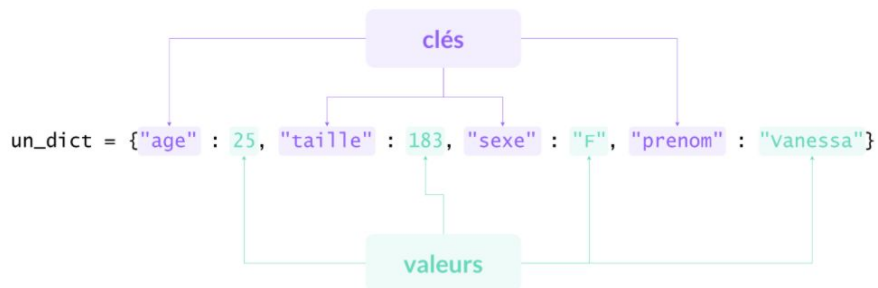 clés
un_dict = {"age" : 25, "taille" : 183, "sexe" : "F", "prenom" : "Vanessa"}
valeurs